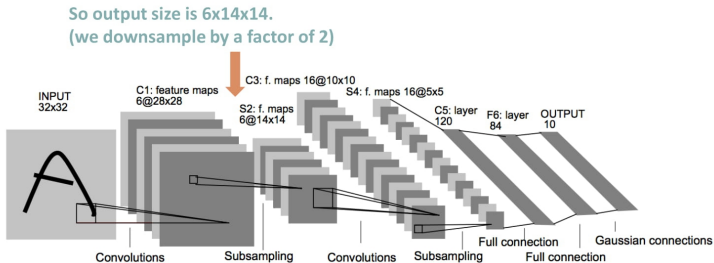 So output size is 6x14x14.
(we downsample by a factor of 2)
INPUT
32x32
C1: feature maps
6@28x28
S2: f. maps
6@14x14
C3: f. maps 16@10x10
S4: f. maps 16@5x5
C5: layer
120
F6: layer
84
OUTPUT
10
A
Convolutions
Subsampling
Convolutions
Subsampling
Full connection
Full connection
Gaussian connections